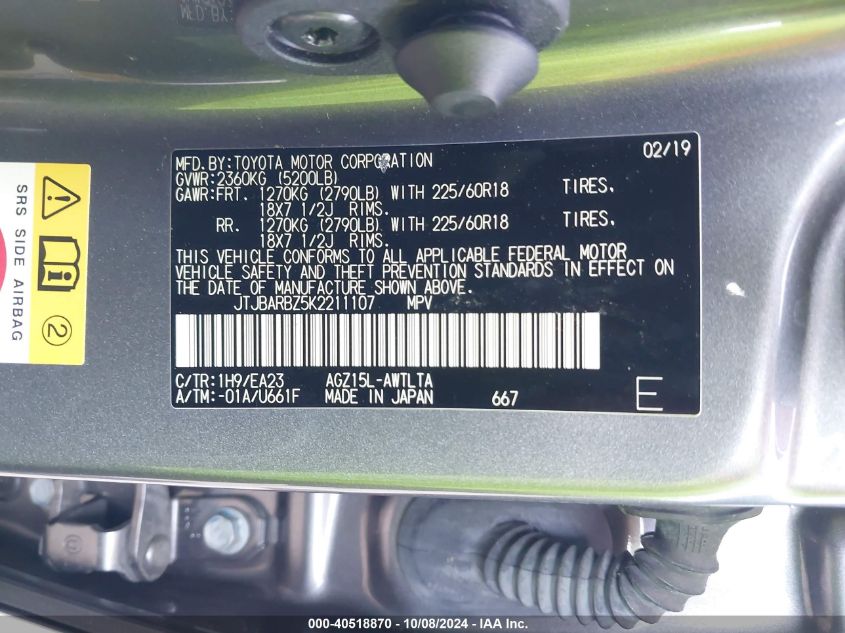 MFD.BY:
MFD.BY:TOYOTA MOTOR CORPORATION 02/19
GVWR:2360KG (5200LB)
GAWR:FRT. 1270KG (2790LB) WITH 225/60R18 TIRES.
18X7 1/2J RIMS.
RR. 1270KG (2790LB) WITH 225/60R18 TIRES.
18X7 1/2J RIMS.
THIS VEHICLE CONFORMS TO ALL APPLICABLE FEDERAL MOTOR
VEHICLE SAFETY AND THEFT PREVENTION STANDARDS IN EFFECT ON
THE DATE OF MANUFACTURE SHOWN ABOVE.
JTJBARBZ5K2211107 MPV
C/TR:1H9/EA23 AGZ15L-AWTLTA
A/TM:-01A/U661F MADE IN JAPAN 667 E
SRS SIDE AIRBAG
2
000-40518870 - 10/08/2024 - IAA Inc.